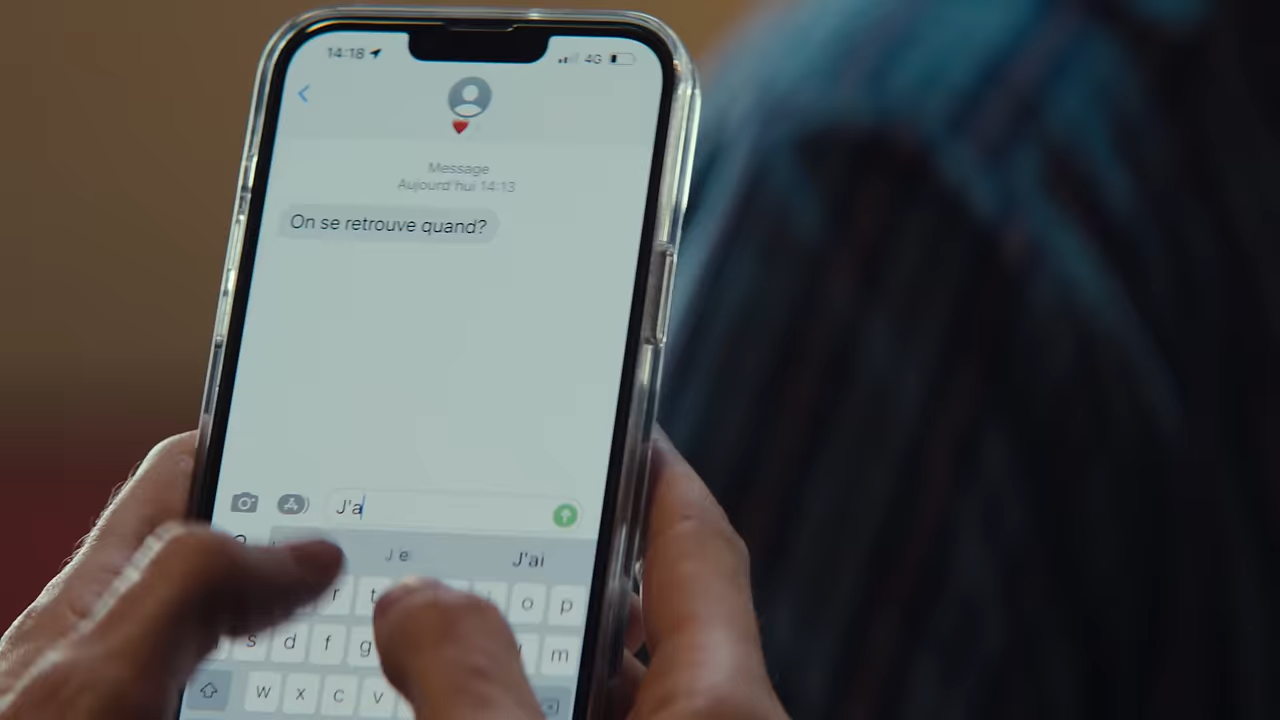 14:18 4G
Message
Aujourd'hui 14:13
On se retrouve quand?
J'a
Je J'ai
r t o p
s d f g m
w x c v